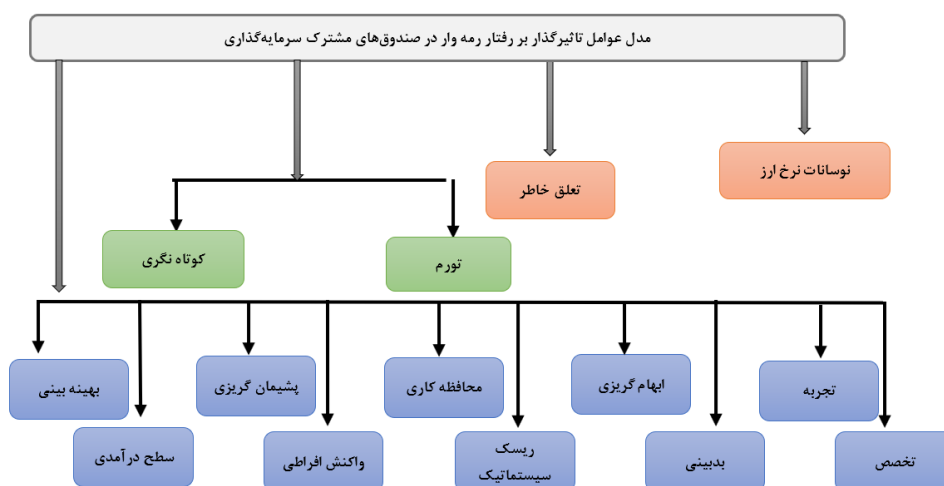 مدل عوامل تاثیرگذار بر رفتار رمه وار در صندوق‌های مشترک سرمایه‌گذاری
نوسانات نرخ ارز
تعلق خاطر
تورم
کوتاه نگری
تجربه
ابهام گریزی
محافظه کاری
پشیمان گریزی
بهینه بینی
تخصص
بدبینی
ریسک
سیستماتیک
واکنش افراطی
سطح درآمدی